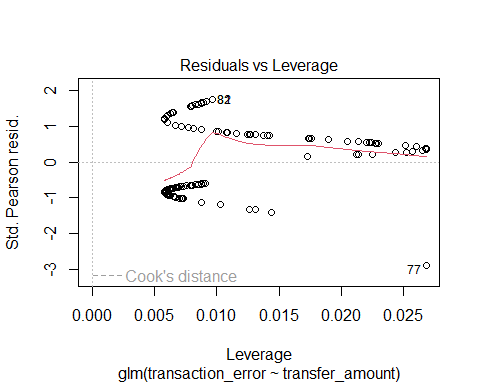 Residuals vs Leverage
Std. Pearson resid.
2
1
0
-1
-2
-3
82
77
Cook's distance
0.000 0.005 0.010 0.015 0.020 0.025
Leverage
glm(transaction_error ~ transfer_amount)